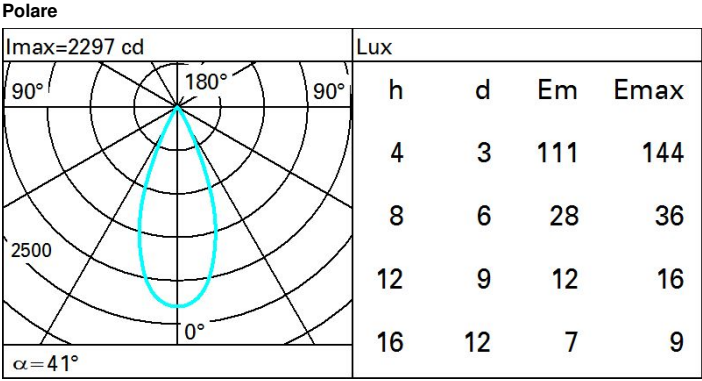 Polare
Imax=2297 cd
Lux
90° 180° 90°
2500
0°
α=41°
h d Em Emax
4 3 111 144
8 6 28 36
12 9 12 16
16 12 7 9